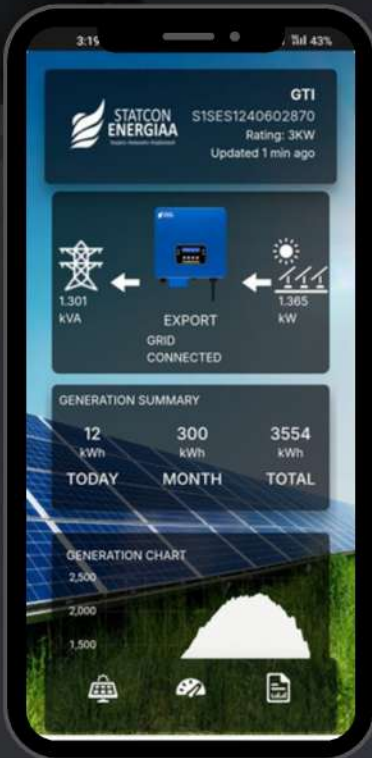 3:19
43%
GTI
STATCON
ENERGIAA
S1SES1240602870
Rating: 3KW
Updated 1 min ago
1.301
kVA
1.365
kW
EXPORT
GRID
CONNECTED
GENERATION SUMMARY
12
300
3554
kWh
kWh
kWh
TODAY
MONTH
TOTAL
GENERATION CHART
2,500
2,000
1,500